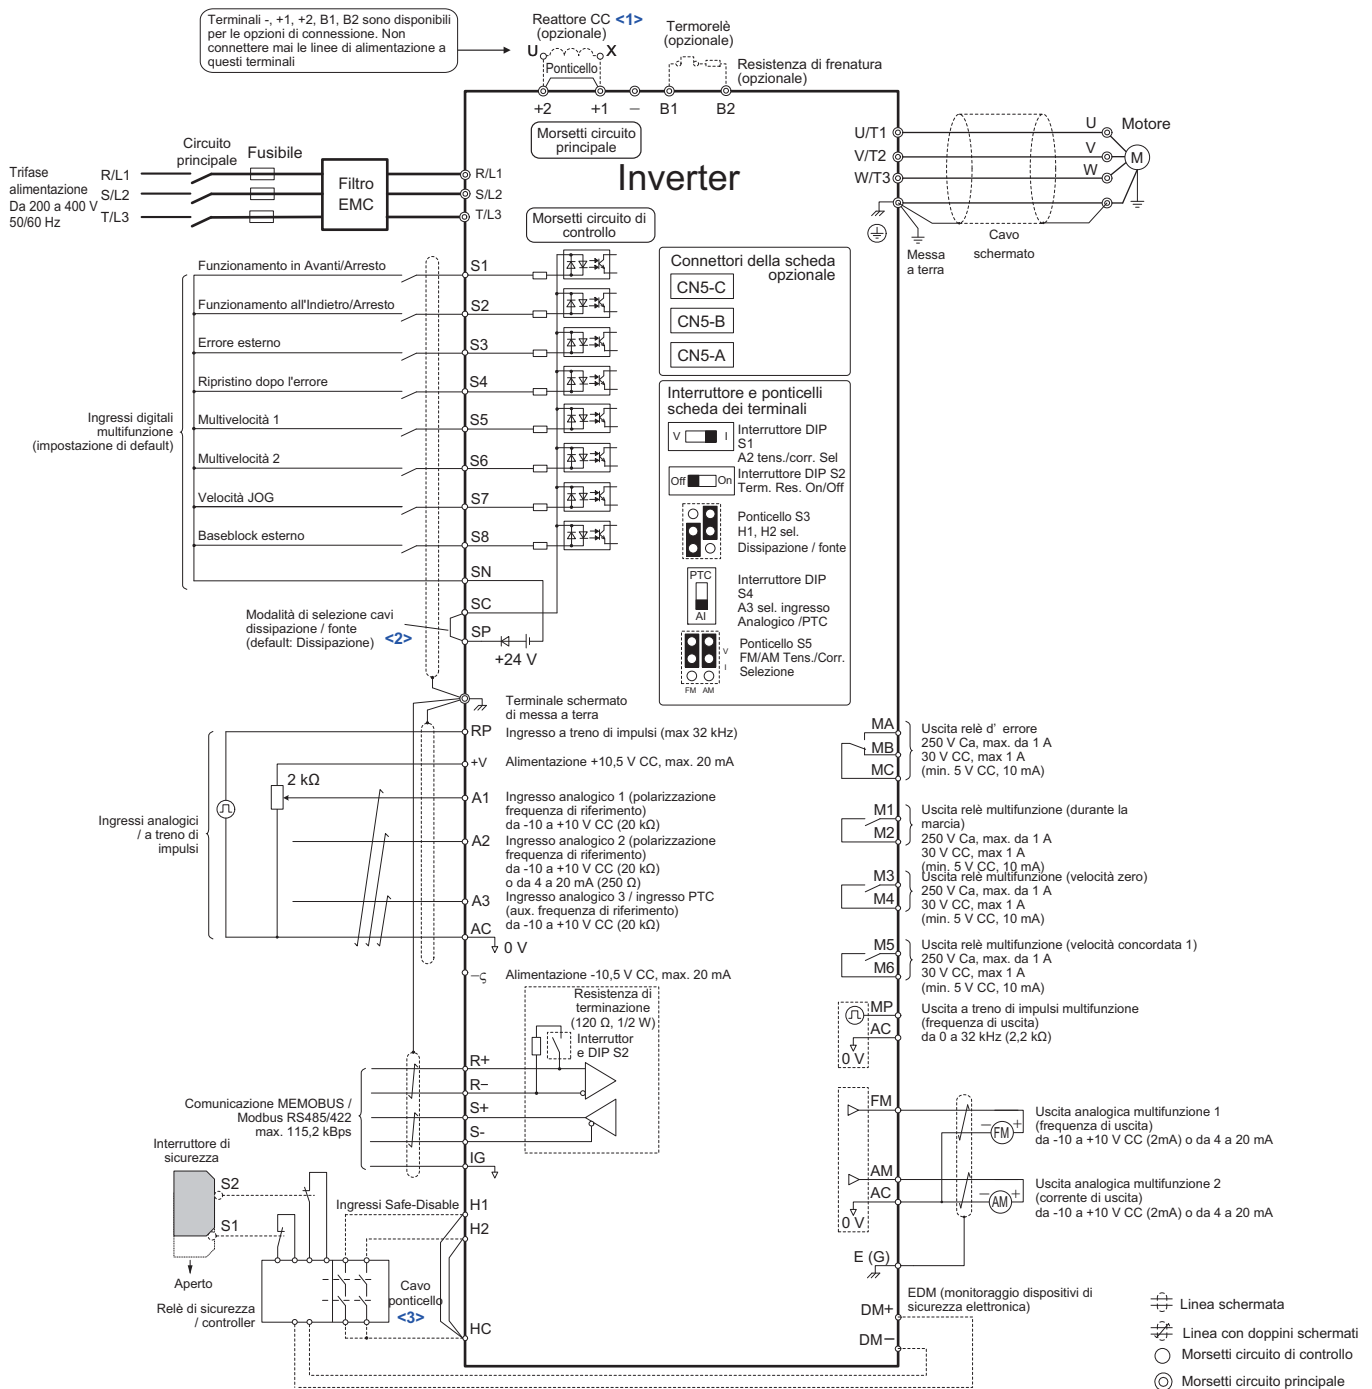 Terminali -, +1, +2, B1, B2 sono disponibili
per le opzioni di connessione. Non
connettere mai le linee di alimentazione a
questi terminali
Reattore CC <1>
(opzionale)
U
X
Ponticello
Termorelè
(opzionale)
Resistenza di frenatura
(opzionale)
+2
+1
–
B1
B2
Morsetti circuito
principale
Inverter
Trifase
alimentazione
Da 200 a 400 V
50/60 Hz
R/L1
S/L2
T/L3
Circuito
principale
Fusibile
Filtro
EMC
R/L1
S/L2
T/L3
U/T1
V/T2
W/T3
U
V
W
Motore
M
Messa
a terra
Cavo
schermato
Morsetti circuito di
controllo
Ingressi digitali
multifunzione
(impostazione di default)
Funzionamento in Avanti/Arresto
S1
Funzionamento all'Indietro/Arresto
S2
Errore esterno
S3
Ripristino dopo l'errore
S4
Multivelocità 1
S5
Multivelocità 2
S6
Velocità JOG
S7
Baseblock esterno
S8
SN
SC
SP
+24 V
Modalità di selezione cavi
dissipazione / fonte
(default: Dissipazione) <2>
Connettori della scheda
opzionale
CN5-C
CN5-B
CN5-A
Interruttore e ponticelli
scheda dei terminali
V
I
Interruttore DIP
S1
A2 tens./corr. Sel
Off
On
Interruttore DIP S2
Term. Res. On/Off
Ponticello S3
H1, H2 sel.
Dissipazione / fonte
PTC
AI
Interruttore DIP
S4
A3 sel. ingresso
Analogico /PTC
V
I
FM AM
Ponticello S5
FM/AM Tens./Corr.
Selezione
Terminale schermato
di messa a terra
Ingressi analogici
/ a treno di
impulsi
2 kΩ
RP
Ingresso a treno di impulsi (max 32 kHz)
+V
Alimentazione +10,5 V CC, max. 20 mA
A1
Ingresso analogico 1 (polarizzazione
frequenza di riferimento)
da -10 a +10 V CC (20 kΩ)
A2
Ingresso analogico 2 (polarizzazione
frequenza di riferimento)
da -10 a +10 V CC (20 kΩ)
o da 4 a 20 mA (250 Ω)
A3
Ingresso analogico 3 / ingresso PTC
(aux. frequenza di riferimento)
da -10 a +10 V CC (20 kΩ)
AC
0 V
–ς
Alimentazione -10,5 V CC, max. 20 mA
Resistenza di
terminazione
(120 Ω, 1/2 W)
Interruttor
e DIP S2
Comunicazione MEMOBUS /
Modbus RS485/422
max. 115,2 kBps
R+
R–
S+
S-
IG
Interruttore di
sicurezza
S2
S1
Aperto
Relè di sicurezza
/ controller
Ingressi Safe-Disable
H1
H2
Cavo
ponticello
<3>
HC
MA
MB
MC
Uscita relè d' errore
250 V Ca, max. da 1 A
30 V CC, max 1 A
(min. 5 V CC, 10 mA)
M1
M2
Uscita relè multifunzione (durante la
marcia)
250 V Ca, max. da 1 A
30 V CC, max 1 A
(min. 5 V CC, 10 mA)
M3
M4
Uscita relè multifunzione (velocità zero)
250 V Ca, max. da 1 A
30 V CC, max 1 A
(min. 5 V CC, 10 mA)
M5
M6
Uscita relè multifunzione (velocità concordata 1)
250 V Ca, max. da 1 A
30 V CC, max 1 A
(min. 5 V CC, 10 mA)
MP
AC
0 V
Uscita a treno di impulsi multifunzione
(frequenza di uscita)
da 0 a 32 kHz (2,2 kΩ)
FM
– FM +
Uscita analogica multifunzione 1
(frequenza di uscita)
da -10 a +10 V CC (2mA) o da 4 a 20 mA
AM
AC
0 V
– AM +
Uscita analogica multifunzione 2
(corrente di uscita)
da -10 a +10 V CC (2mA) o da 4 a 20 mA
E (G)
EDM (monitoraggio dispositivi di
sicurezza elettronica)
DM+
DM–
Linea schermata
Linea con doppini schermati
Morsetti circuito di controllo
Morsetti circuito principale